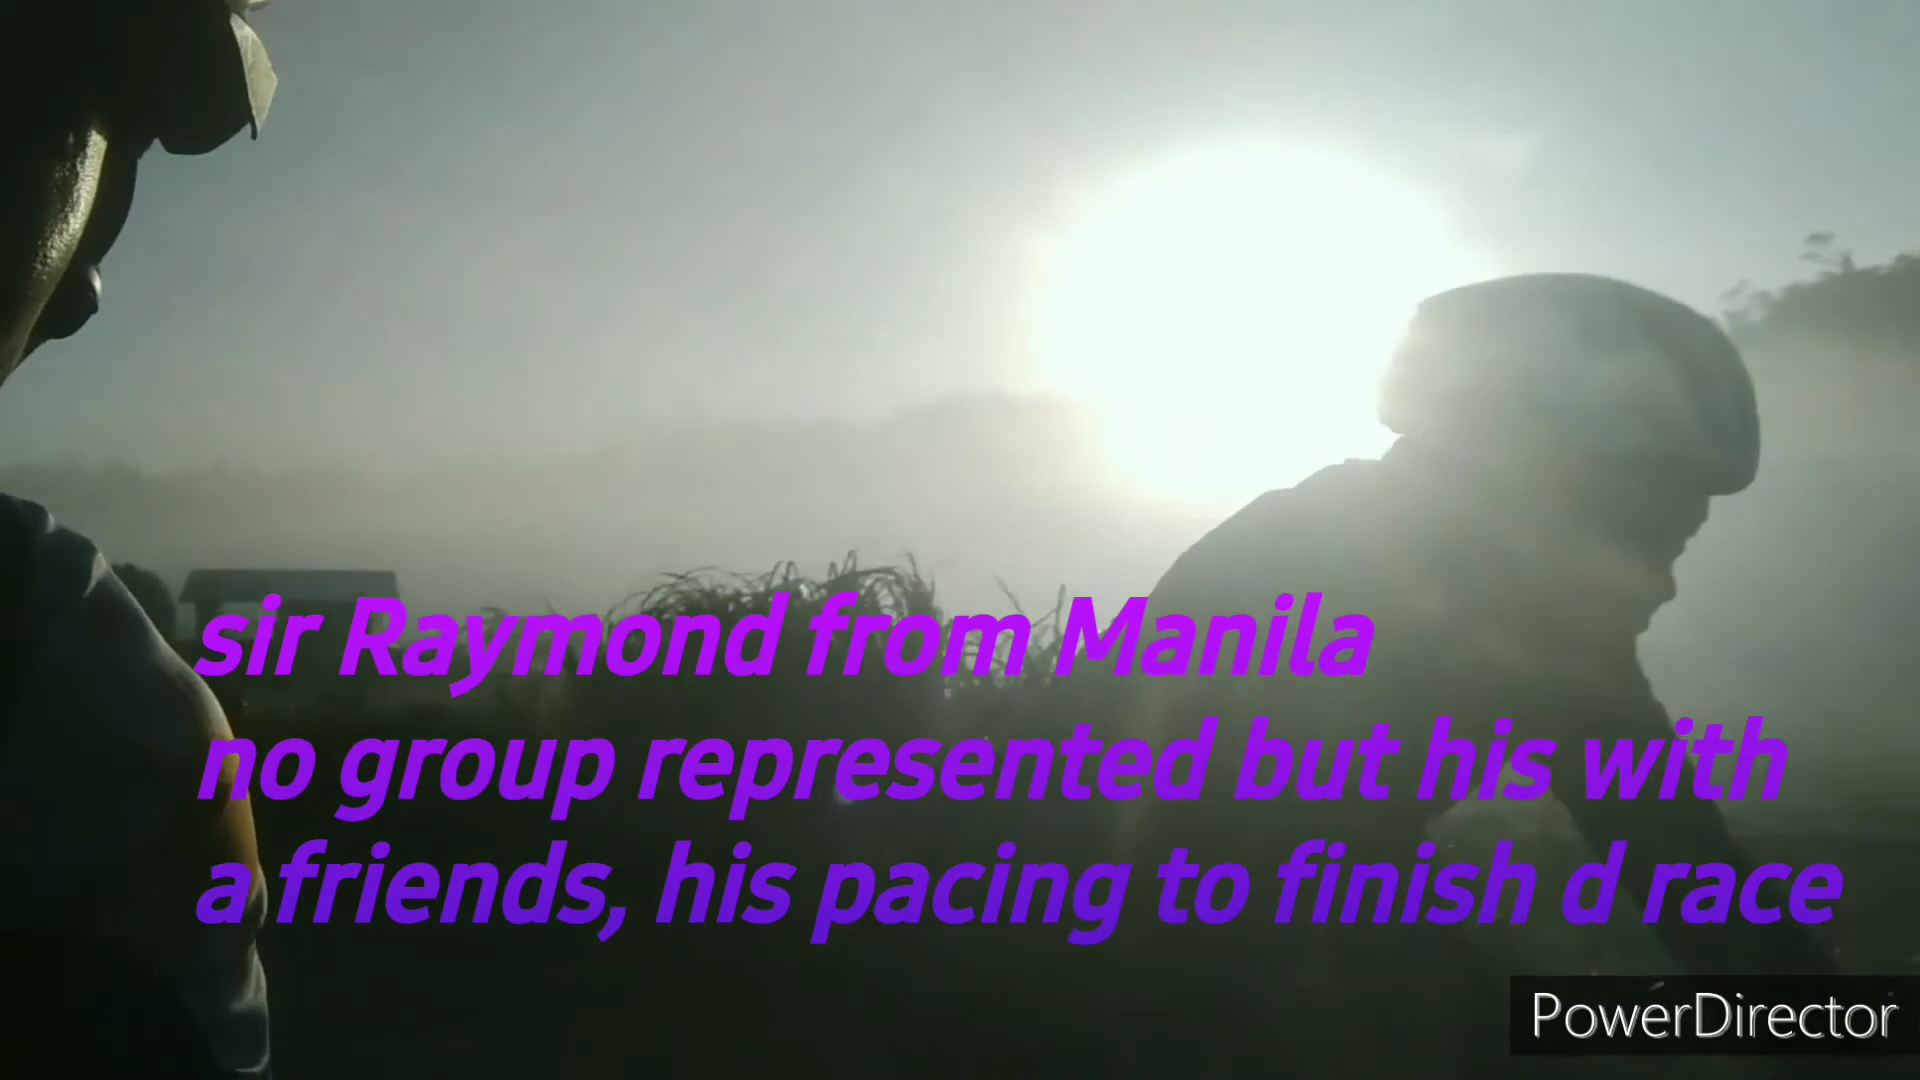 sir Raymond from Manila
no group represented but his with
a friends, his pacing to finish d race
PowerDirector